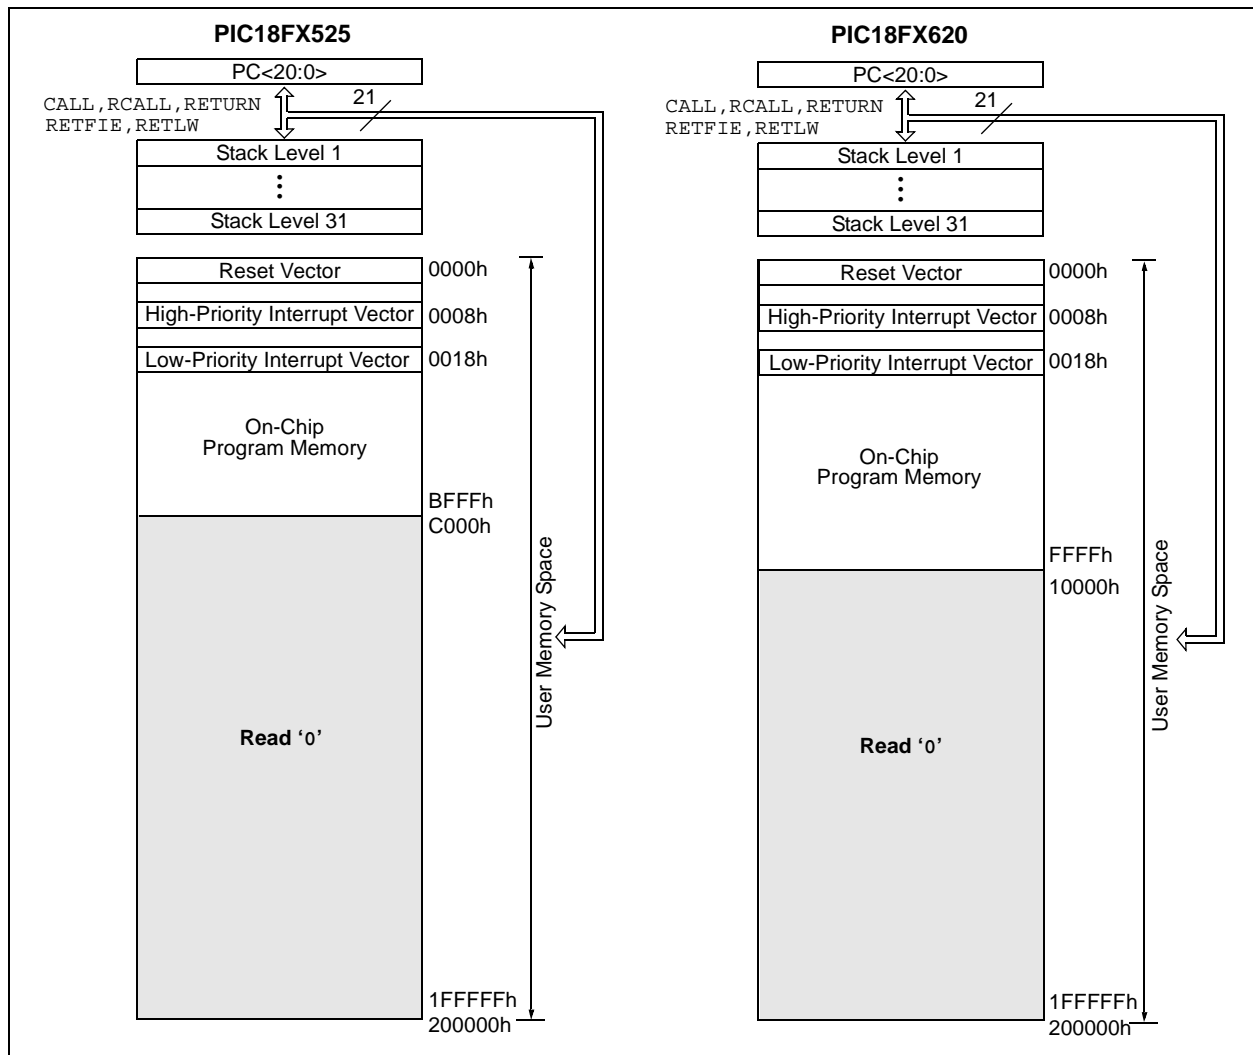 PIC18FX525
PC<20:0>
CALL,RCALL,RETURN
RETFIE,RETLW
21
Stack Level 1
Stack Level 31
Reset Vector
0000h
High-Priority Interrupt Vector
0008h
Low-Priority Interrupt Vector
0018h
On-Chip
Program Memory
BFFFh
C000h
User Memory Space
Read ‘0’
1FFFFFh
200000h
PIC18FX620
PC<20:0>
CALL,RCALL,RETURN
RETFIE,RETLW
21
Stack Level 1
Stack Level 31
Reset Vector
0000h
High-Priority Interrupt Vector
0008h
Low-Priority Interrupt Vector
0018h
On-Chip
Program Memory
FFFFh
10000h
User Memory Space
Read ‘0’
1FFFFFh
200000h